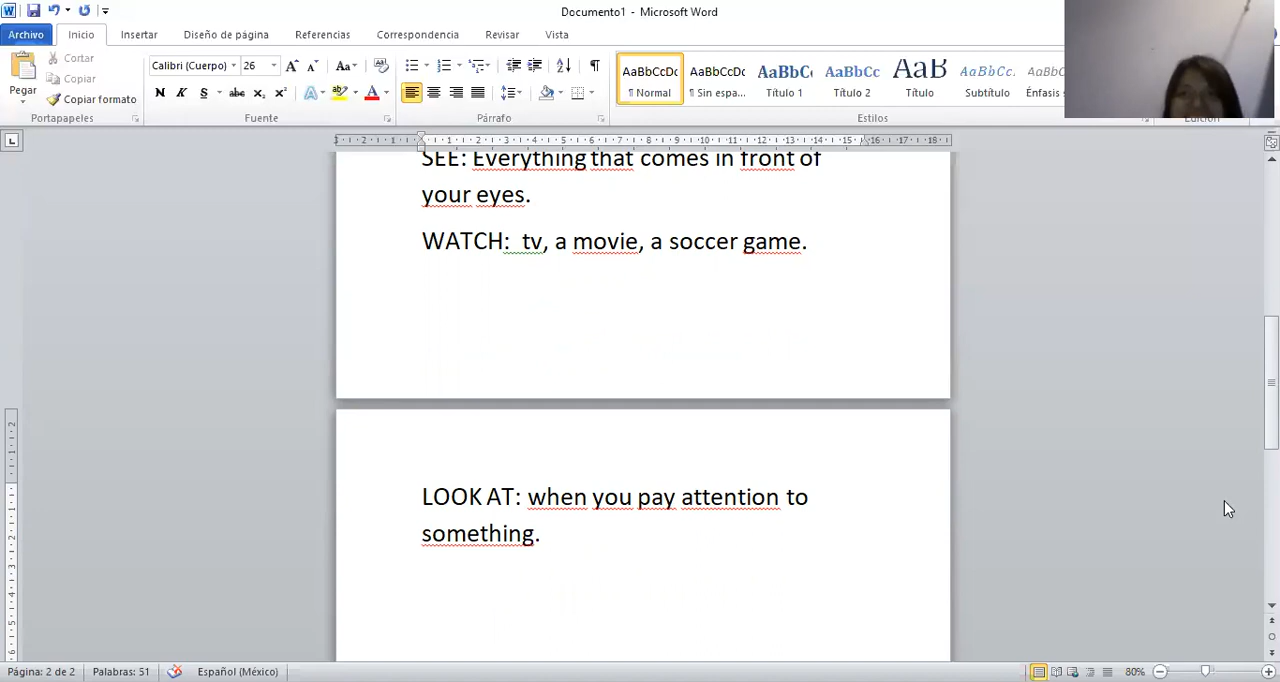 Documento1 - Microsoft Word
Archivo Inicio Insertar Diseño de página Referencias Correspondencia Revisar Vista
Pegar
Cortar
Copiar
Copiar formato
Portapapeles
Calibri (Cuerpo) 26
Fuente
Párrafo
AaBbCcDc AaBbCcDc AaBbC AaBbCc AaB AaBbCc. AaBbCc
¶ Normal ¶ Sin espa... Título 1 Título 2 Título Subtítulo Énfasis
Estilos
SEE: Everything that comes in front of
your eyes.
WATCH:  tv, a movie, a soccer game.
LOOK AT: when you pay attention to
something.
Página: 2 de 2 Palabras: 51 Español (México) 80%